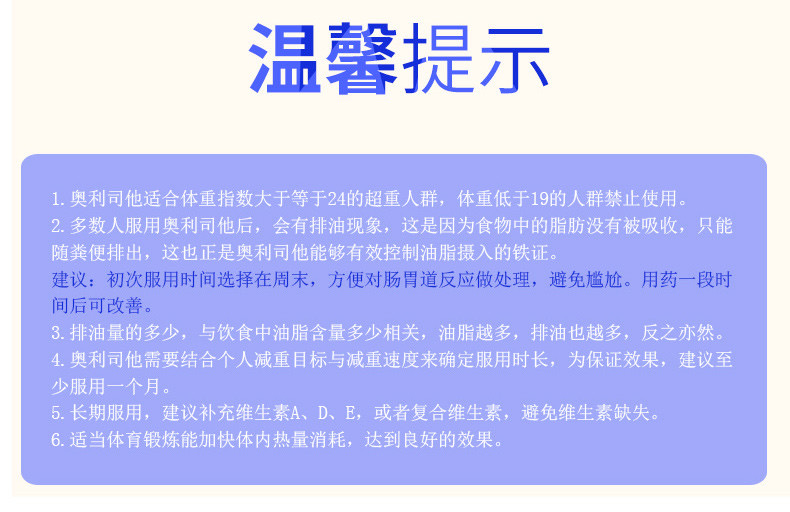 温馨提示
1.奥利司他适合体重指数大于等于24的超重人群，体重低于19的人群禁止使用。
2.多数人服用奥利司他后，会有排油现象，这是因为食物中的脂肪没有被吸收，只能
随粪便排出，这也正是奥利司他能够有效控制油脂摄入的铁证。
建议：初次服用时间选择在周末，方便对肠胃道反应做处理，避免尴尬。用药一段时
间后可改善。
3.排油量的多少，与饮食中油脂含量多少相关，油脂越多，排油也越多，反之亦然。
4.奥利司他需要结合个人减重目标与减重速度来确定服用时长，为保证效果，建议至
少服用一个月。
5.长期服用，建议补充维生素A、D、E，或者复合维生素，避免维生素缺失。
6.适当体育锻炼能加快体内热量消耗，达到良好的效果。